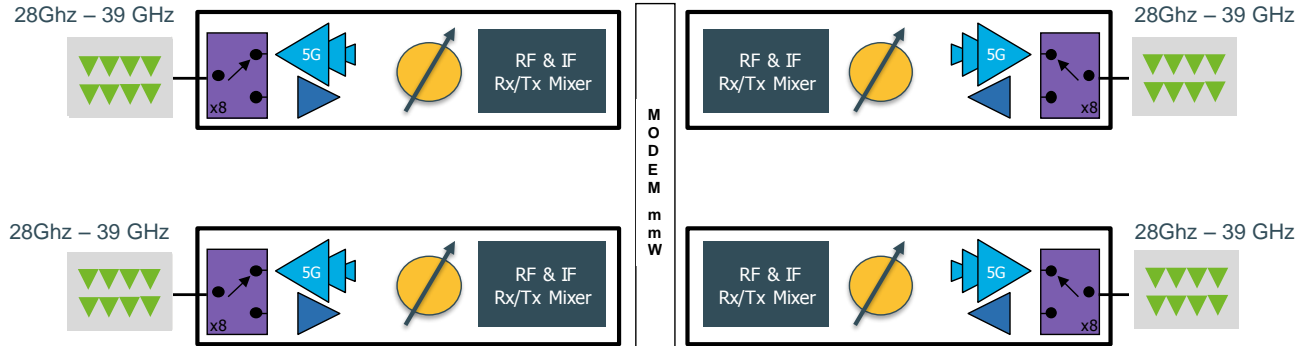 28Ghz – 39 GHz
x8
5G
RF & IF
Rx/Tx Mixer
28Ghz – 39 GHz
RF & IF
Rx/Tx Mixer
5G
x8
MODEM mmW
28Ghz – 39 GHz
x8
5G
RF & IF
Rx/Tx Mixer
28Ghz – 39 GHz
RF & IF
Rx/Tx Mixer
5G
x8